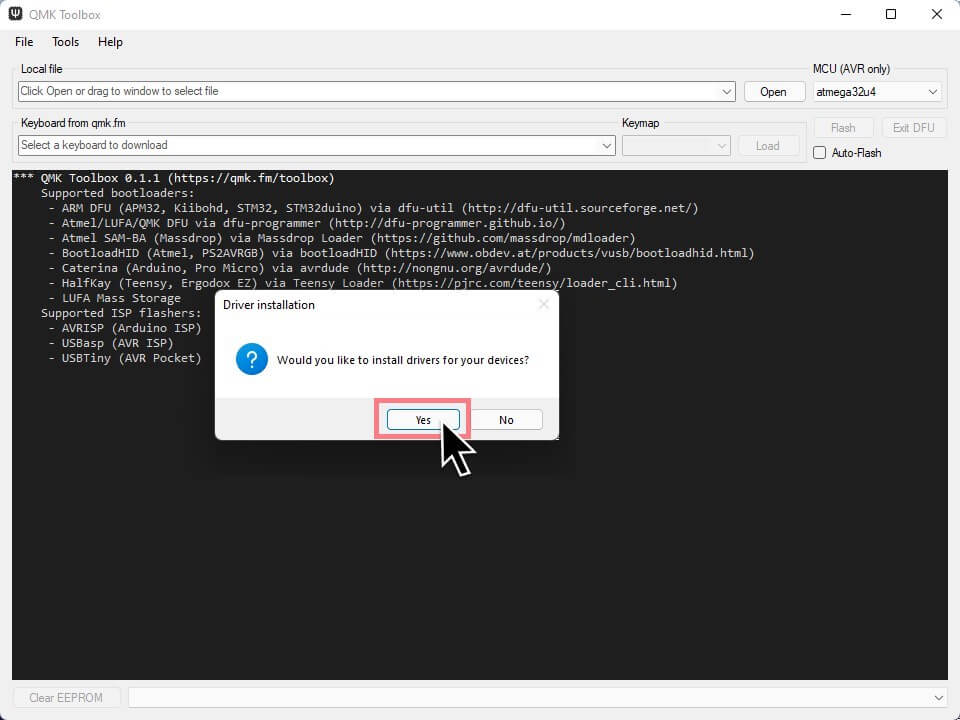 QMK Toolbox
File Tools Help
Local file
MCU (AVR only)
Click Open or drag to window to select file
Open
atmega32u4
Keyboard from qmk.fm
Keymap
Flash
Exit DFU
Select a keyboard to download
Load
Auto-Flash
*** QMK Toolbox 0.1.1 (https://qmk.fm/toolbox)
Supported bootloaders:
- ARM DFU (APM32, Kiibohd, STM32, STM32duino) via dfu-util (http://dfu-util.sourceforge.net/)
- Atmel/LUFA/QMK DFU via dfu-programmer (http://dfu-programmer.github.io/)
- Atmel SAM-BA (Massdrop) via Massdrop Loader (https://github.com/massdrop/mdloader)
- BootloadHID (Atmel, PS2AVRGB) via bootloadHID (https://www.obdev.at/products/vusb/bootloadhid.html)
- Caterina (Arduino, Pro Micro) via avrdude (http://nongnu.org/avrdude/)
- HalfKay (Teensy, Ergodox EZ) via Teensy Loader (https://pjrc.com/teensy/loader_cli.html)
- LUFA Mass Storage
Supported ISP flashers:
- AVRISP (Arduino ISP)
- USBasp (AVR ISP)
- USBTiny (AVR Pocket)
Driver installation
Would you like to install drivers for your devices?
Yes
No
Clear EEPROM